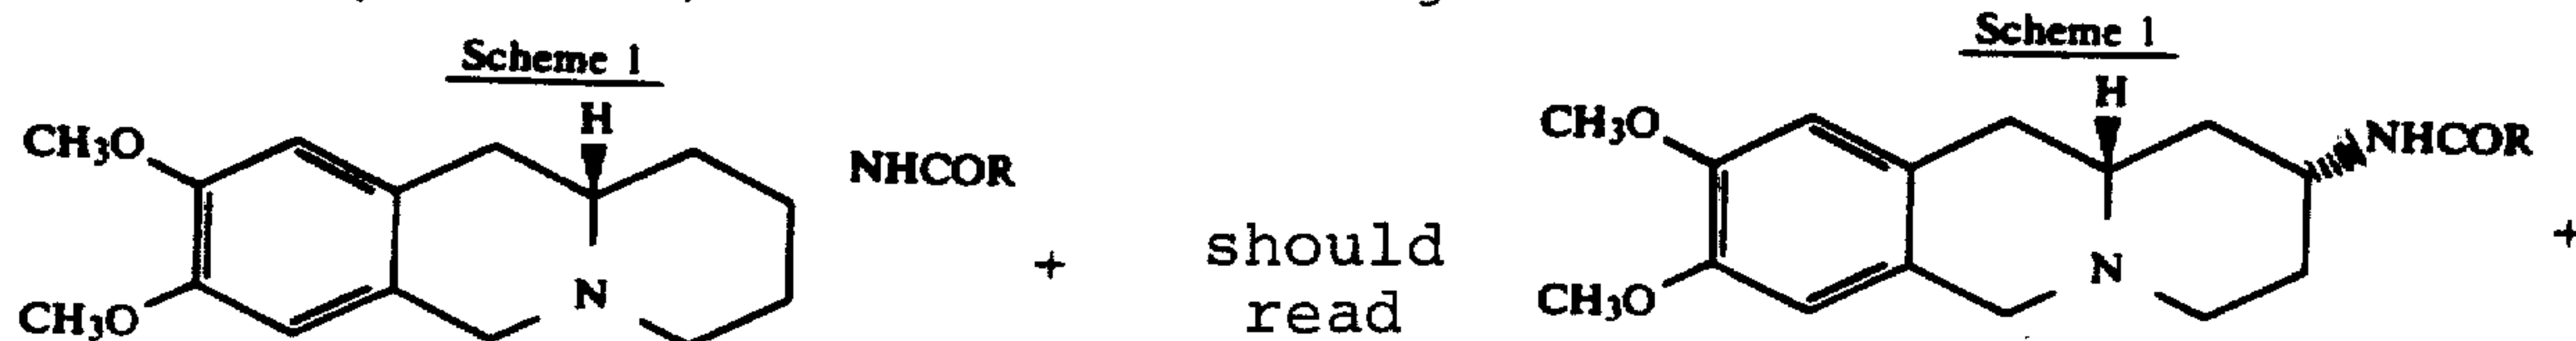 Scheme 1
H
CH₃O
NHCOR
N
CH₃O
+
should
read
Scheme 1
H
CH₃O
NHCOR
N
CH₃O
+